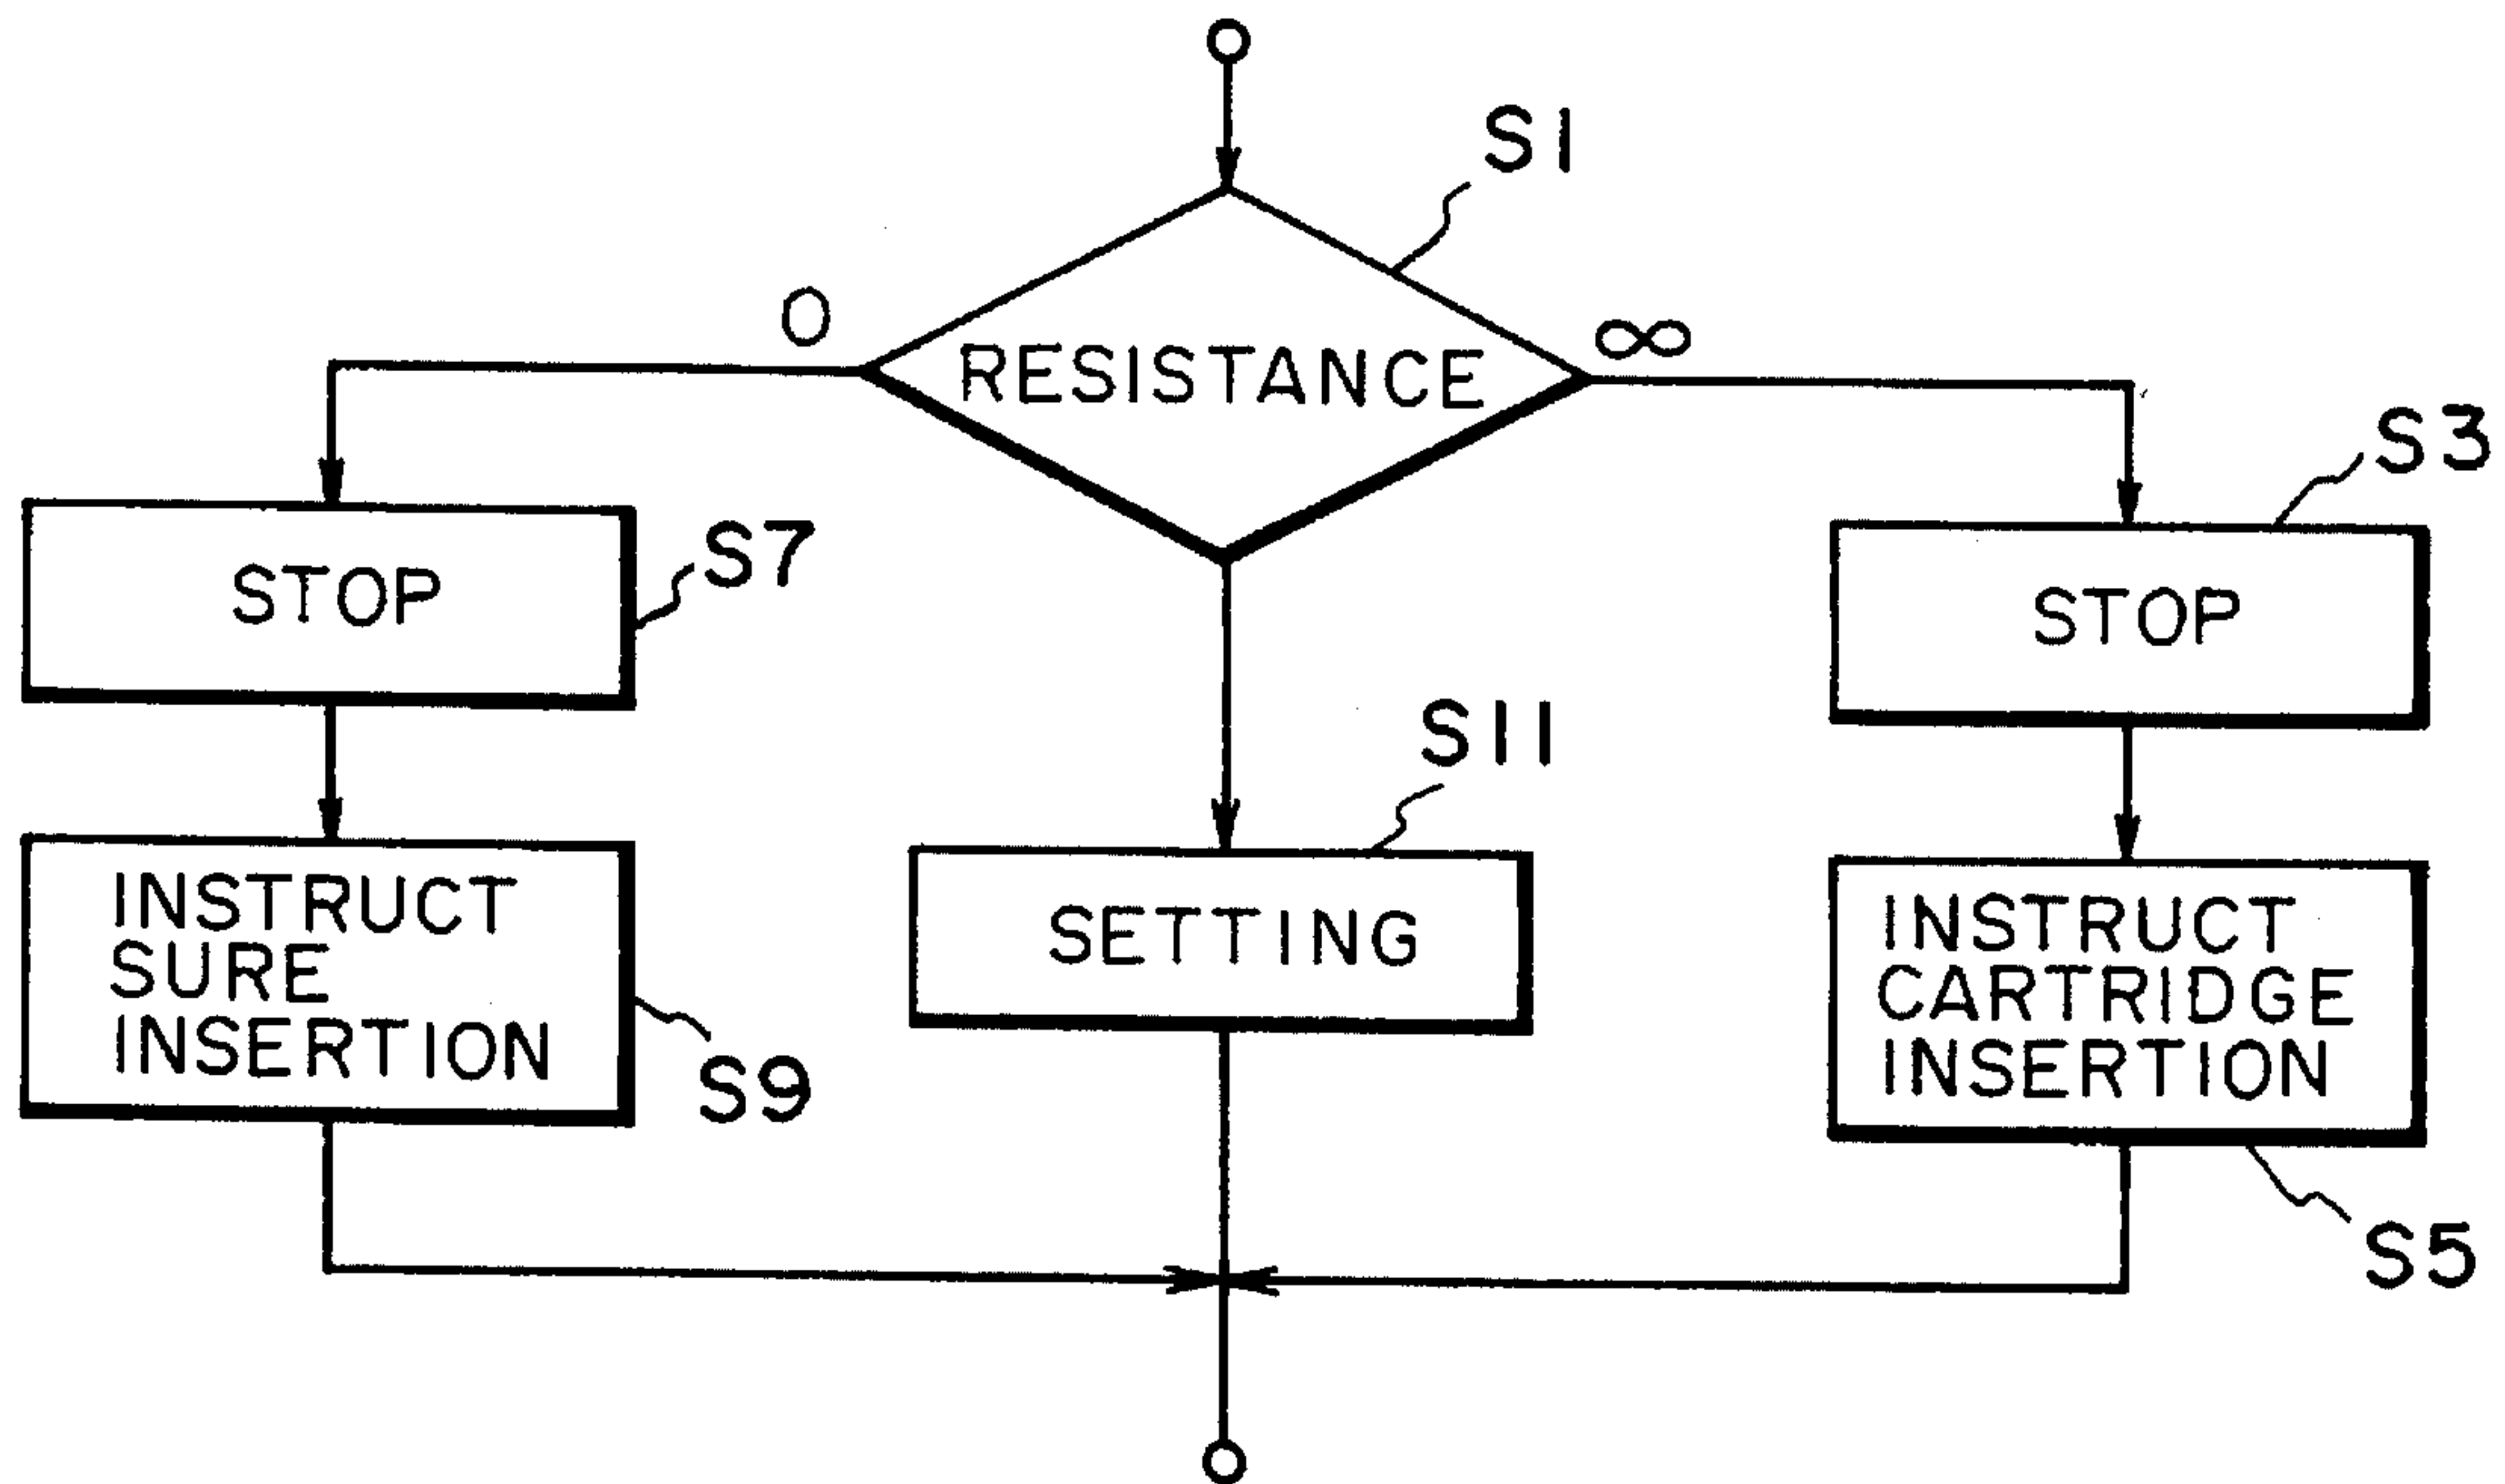 S1
0
RESISTANCE
∞
S3
STOP
S7
STOP
S11
INSTRUCT
SURE
INSERTION
S9
SETTING
INSTRUCT
CARTRIDGE
INSERTION
S5